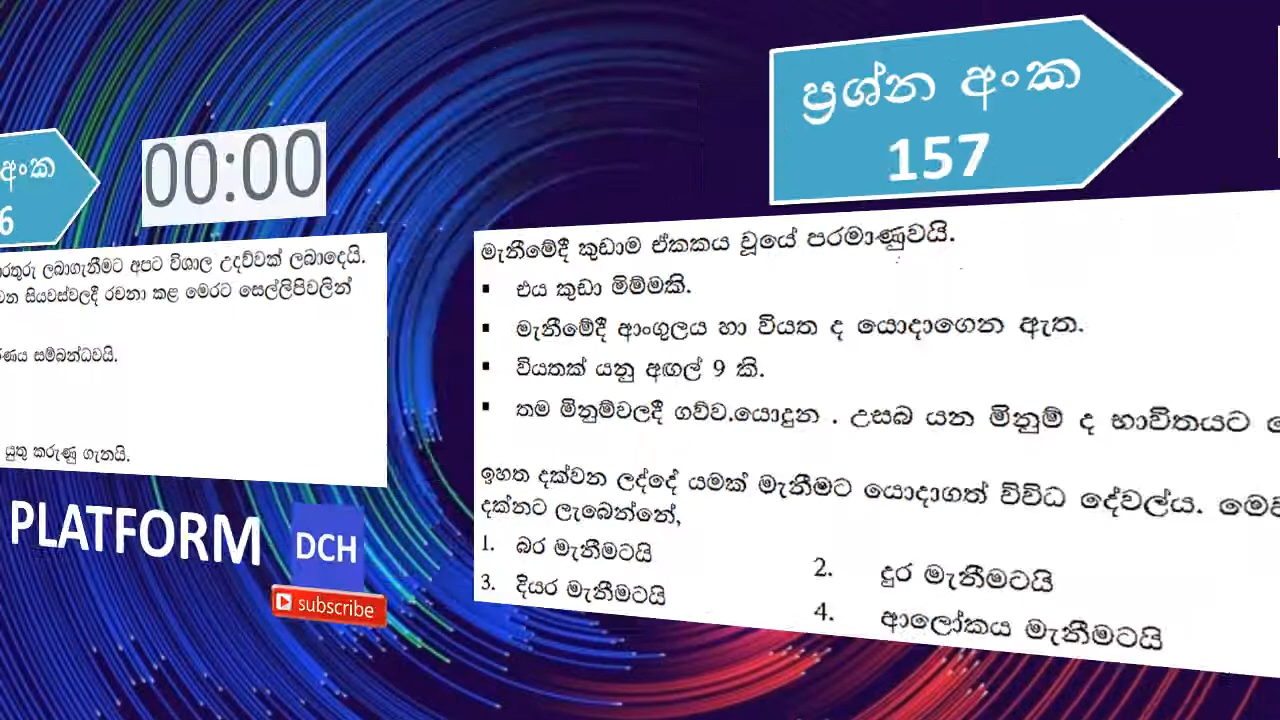 ප්‍රශ්න අංක
157
අංක
6
00:00
ලබාගැනීමට අපට විශාල උදව්වක් ලබාදෙයි.
සියවස්වලදී රචනා කළ මෙරට සෙල්ලිපිවලින්
සම්බන්ධවයි.
යුතු කරුණු ගැනයි.
PLATFORM
DCH
subscribe
මැනීමේදී කුඩාම ඒකකය වූයේ පරමාණුවයි.
▪ එය කුඩා මිම්මකි.
▪ මැනීමේදී ආංගුලය හා වියත ද යොදාගෙන ඇත.
▪ වියතක් යනු අඟල් 9 කි.
▪ තම මිනුම්වලදී ගව්ව.යොදුන . උසබ යන මිනුම් ද භාවිතයට
ඉහත දක්වන ලද්දේ යමක් මැනීමට යොදාගත් විවිධ දේවල්ය.
දක්නට ලැබෙන්නේ,
1. බර මැනීමටයි
2. දුර මැනීමටයි
3. දියර මැනීමටයි
4. ආලෝකය මැනීමටයි